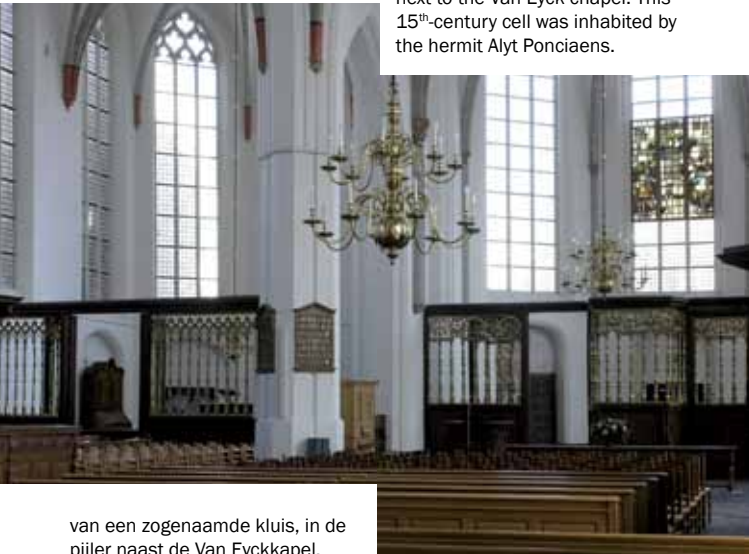 next to the Van Eyck chapel. This
15th-century cell was inhabited by
the hermit Alyt Ponciaens.
van een zogenaamde kluis, in de
pijler naast de Van Eyckkapel.